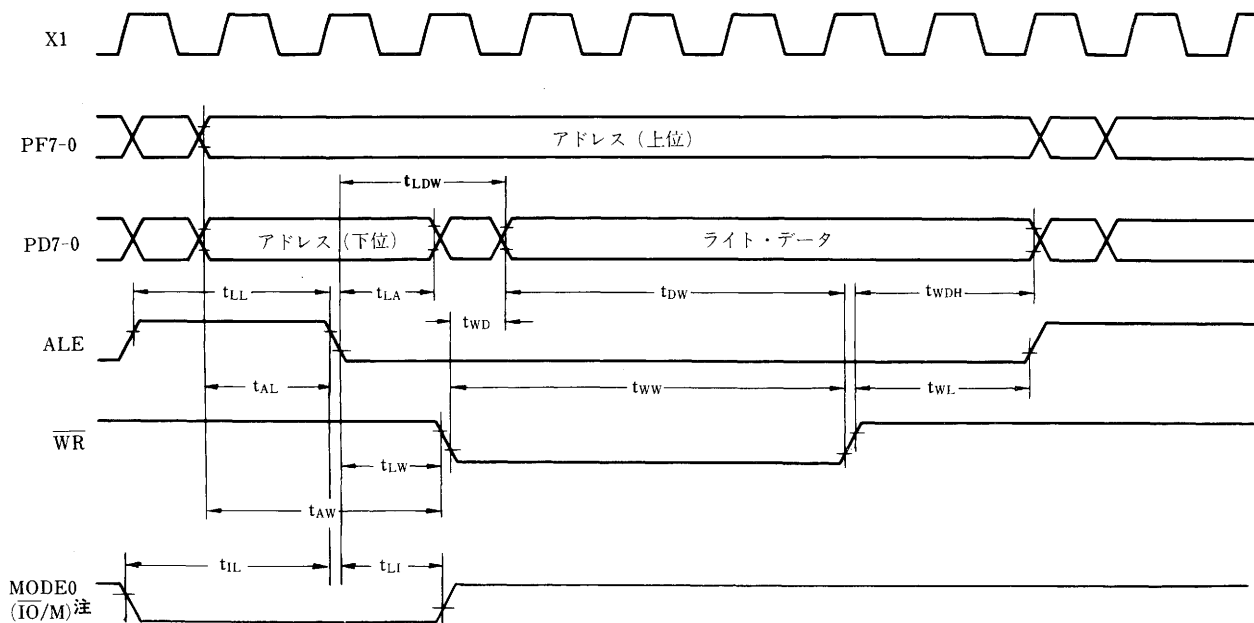 X1
PF7-0
アドレス（上位）
tLDW
PD7-0
アドレス（下位）
ライト・データ
tLL
tLA
tDW
tWDH
tWD
ALE
tAL
tWW
tWL
WR
tLW
tAW
tIL
tLI
MODE0
(IO/M)注